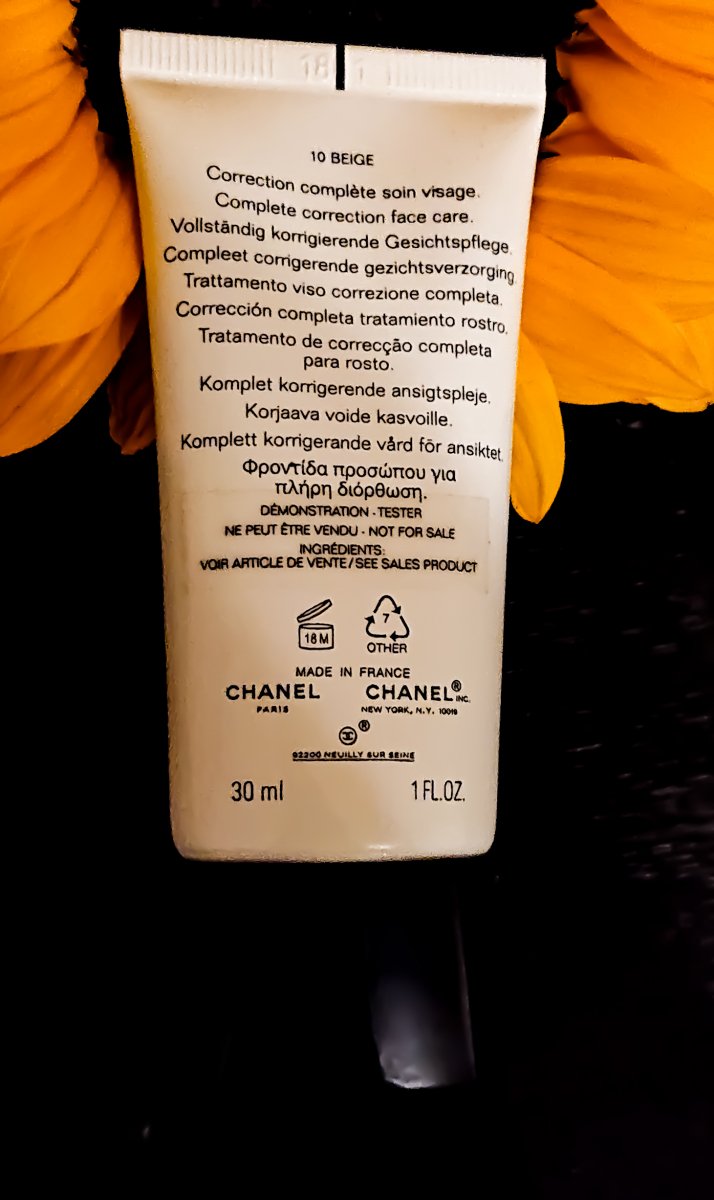 18 1
10 BEIGE
Correction complète soin visage.
Complete correction face care.
Vollständig korrigierende Gesichtspflege.
Compleet corrigerende gezichtsverzorging.
Trattamento viso correzione completa.
Corrección completa tratamiento rostro.
Tratamento de correcção completa
para rosto.
Komplet korrigerende ansigtspleje.
Korjaava voide kasvoille.
Komplett korrigerande vård för ansiktet.
Φροντίδα προσώπου για
πλήρη διόρθωση.
DÉMONSTRATION - TESTER
NE PEUT ÊTRE VENDU - NOT FOR SALE
INGRÉDIENTS:
VOIR ARTICLE DE VENTE/SEE SALES PRODUCT
18 M
7
OTHER
MADE IN FRANCE
CHANEL CHANEL® INC.
PARIS NEW YORK, N.Y. 10019
®
92200 NEUILLY SUR SEINE
30 ml 1 FL.OZ.